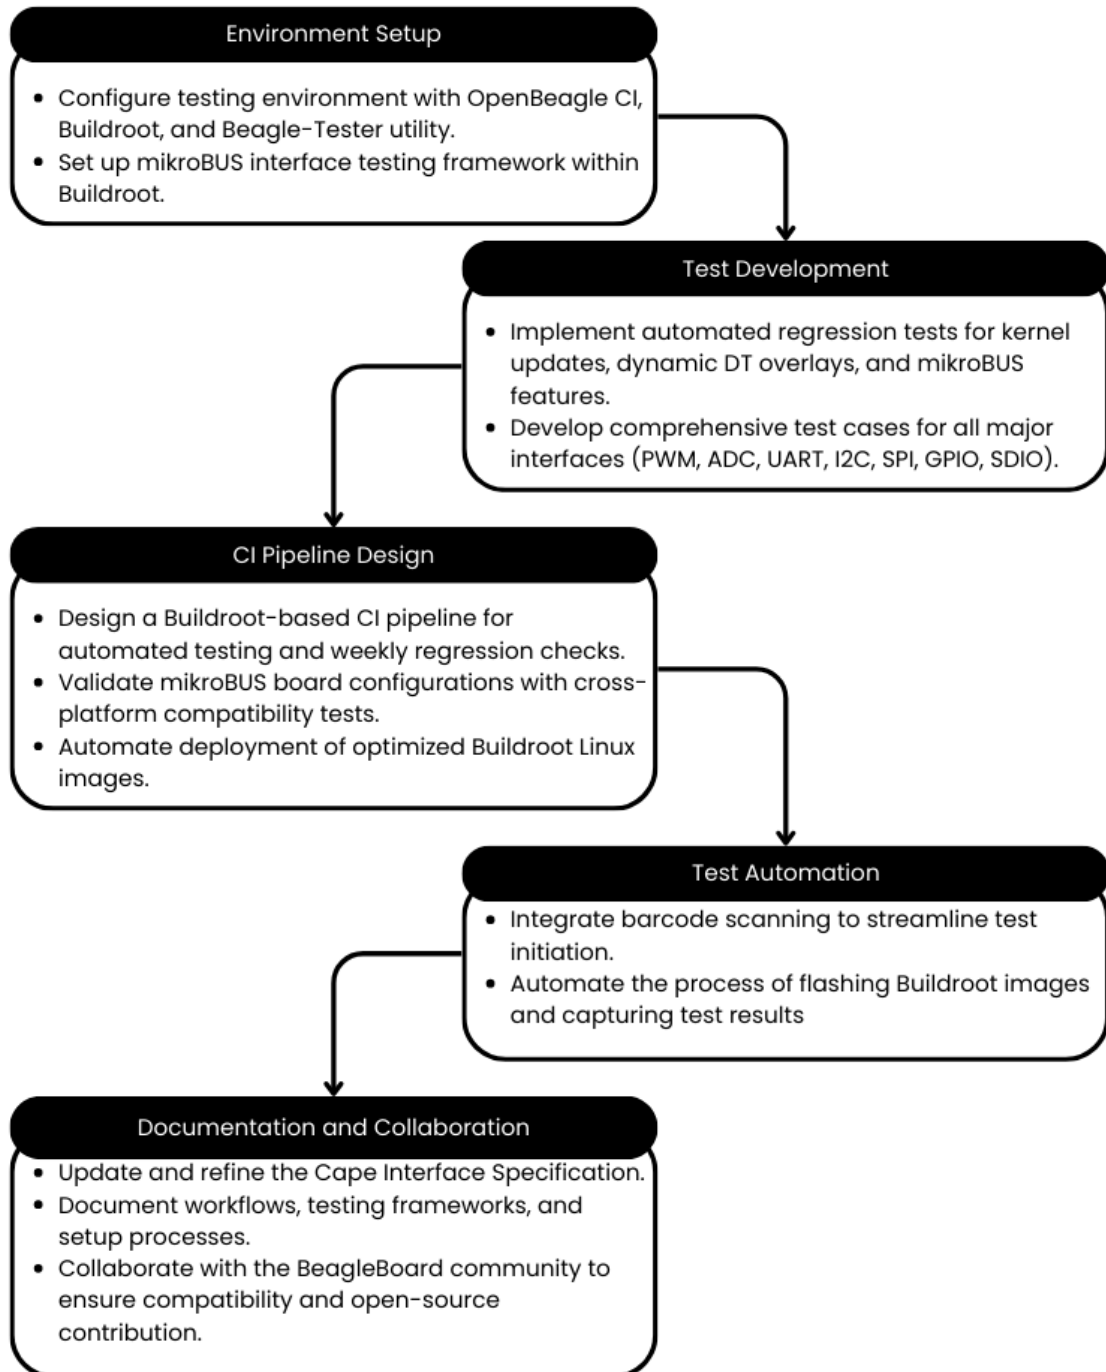 Environment Setup
• Configure testing environment with OpenBeagle CI,
Buildroot, and Beagle-Tester utility.
• Set up mikroBUS interface testing framework within
Buildroot.
Test Development
• Implement automated regression tests for kernel
updates, dynamic DT overlays, and mikroBUS
features.
• Develop comprehensive test cases for all major
interfaces (PWM, ADC, UART, I2C, SPI, GPIO, SDIO).
CI Pipeline Design
• Design a Buildroot-based CI pipeline for
automated testing and weekly regression checks.
• Validate mikroBUS board configurations with cross-
platform compatibility tests.
• Automate deployment of optimized Buildroot Linux
images.
Test Automation
• Integrate barcode scanning to streamline test
initiation.
• Automate the process of flashing Buildroot images
and capturing test results
Documentation and Collaboration
• Update and refine the Cape Interface Specification.
• Document workflows, testing frameworks, and
setup processes.
• Collaborate with the BeagleBoard community to
ensure compatibility and open-source
contribution.